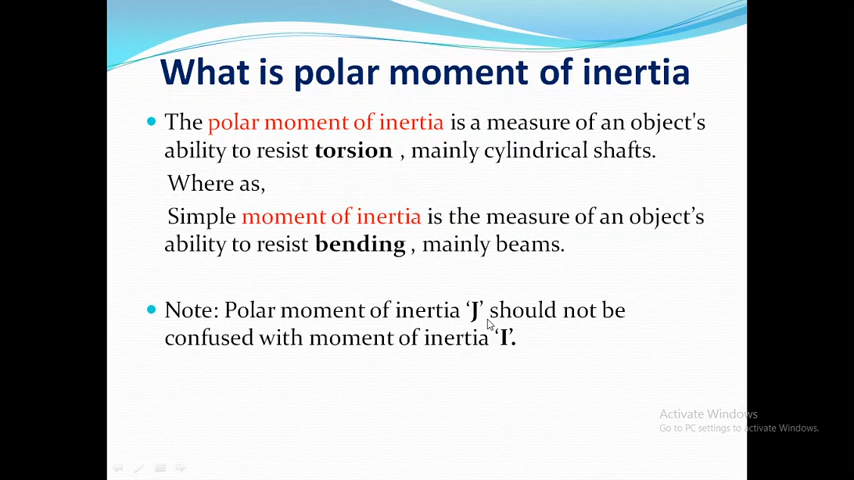 What is polar moment of inertia
• The polar moment of inertia is a measure of an object's
ability to resist torsion , mainly cylindrical shafts.
Where as,
Simple moment of inertia is the measure of an object’s
ability to resist bending , mainly beams.
• Note: Polar moment of inertia ‘J’ should not be
confused with moment of inertia ‘I’.
Activate Windows
Go to PC settings to activate Windows.